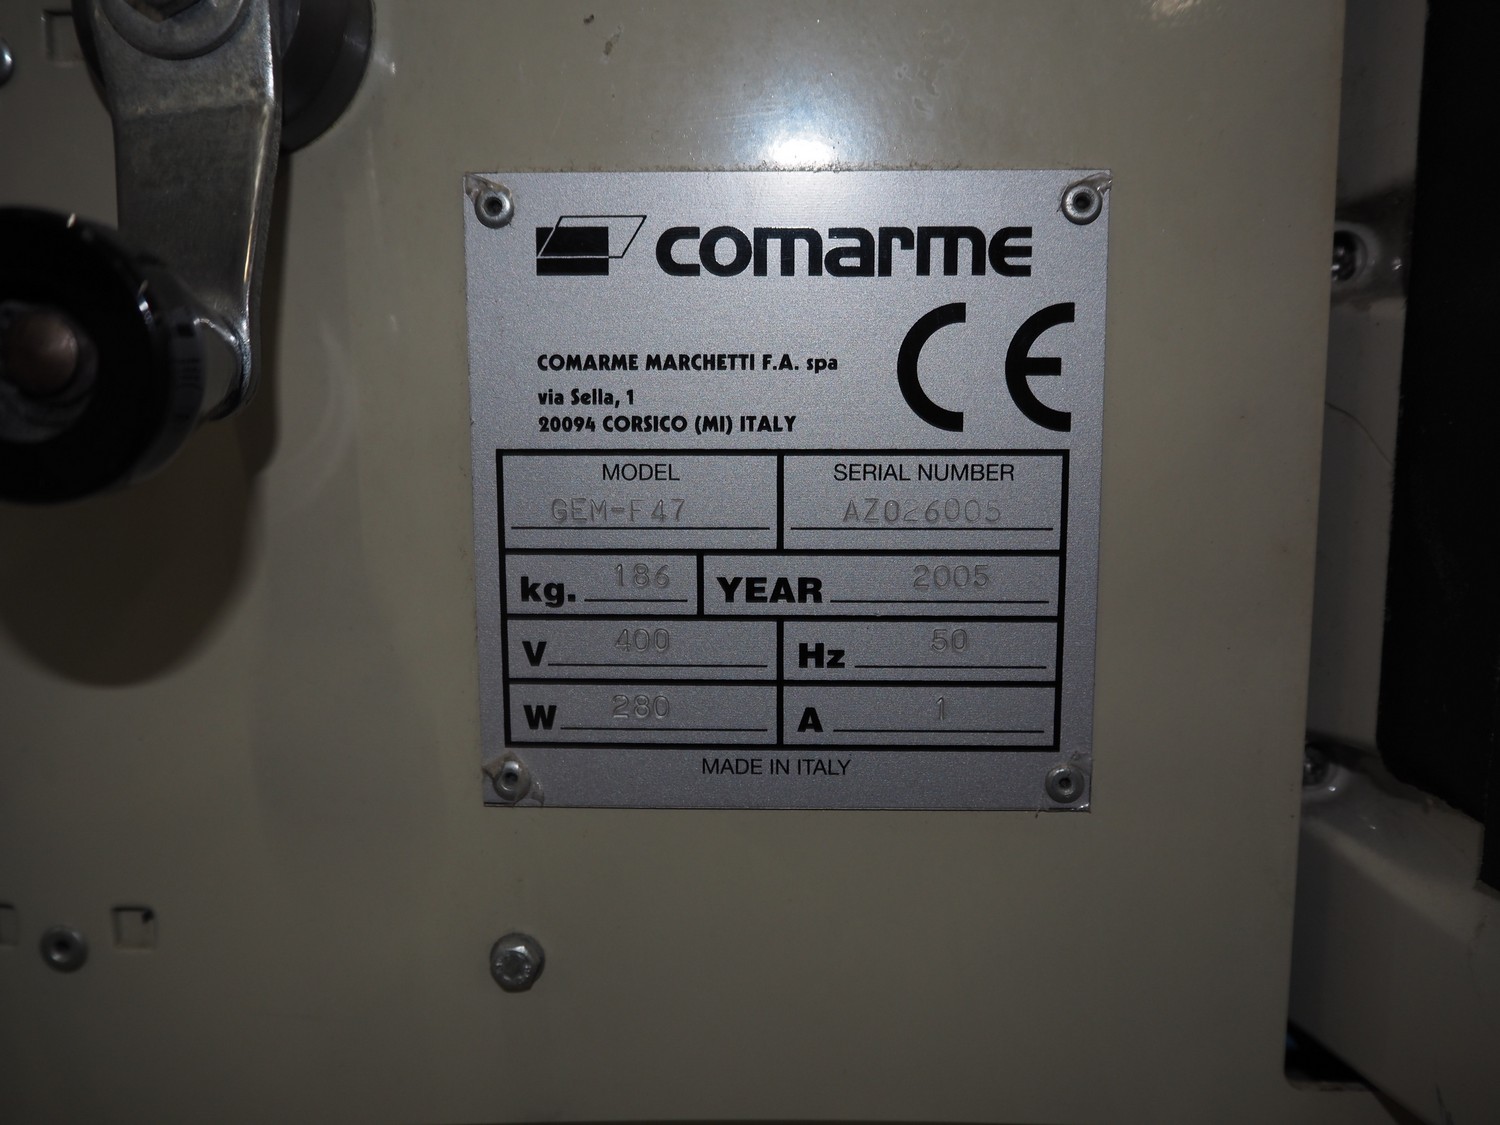 comarme
CE
COMARME MARCHETTI F.A. spa
via Sella, 1
20094 CORSICO (MI) ITALY
MODEL SERIAL NUMBER
GEM-F47 AZ026005
kg. 186 YEAR 2005
V 400 Hz 50
W 280 A 1
MADE IN ITALY